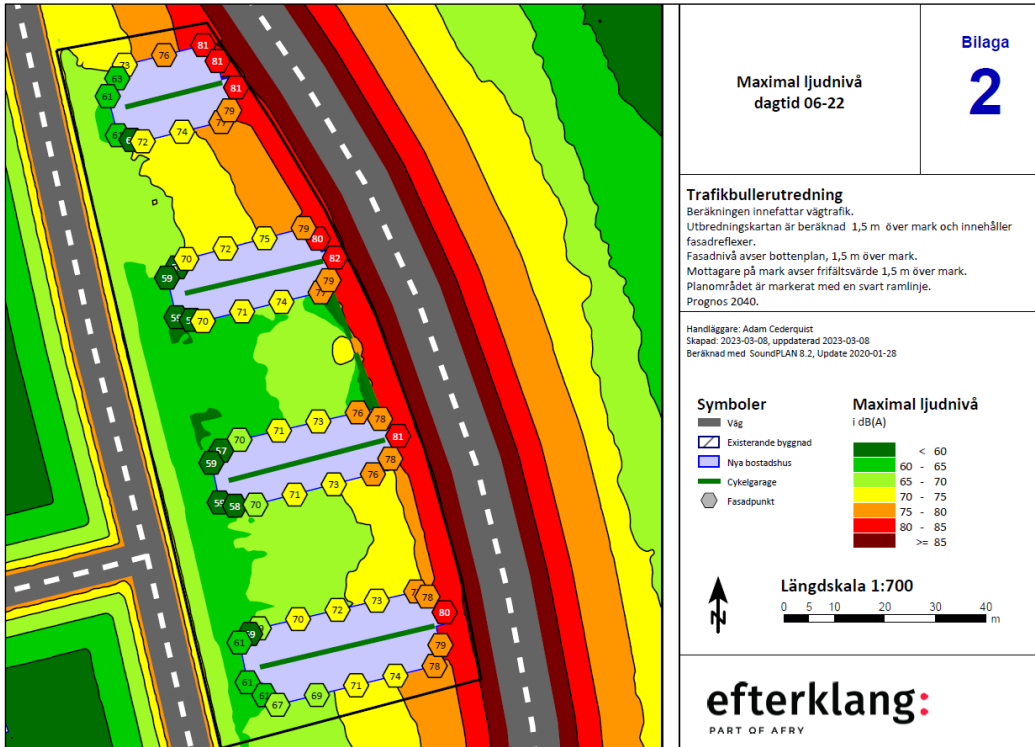 Maximal ljudnivå
dagtid 06-22
Bilaga
2
Trafikbullerutredning
Beräkningen innefattar vägtrafik.
Utbredningskartan är beräknad 1,5 m över mark och innehåller
fasadreflexer.
Fasadnivå avser bottenplan, 1,5 m över mark.
Mottagare på mark avser frifältsvärde 1,5 m över mark.
Planområdet är markerat med en svart ramlinje.
Prognos 2040.
Handläggare: Adam Cederquist
Skapad: 2023-03-08, uppdaterad 2023-03-08
Beräknad med SoundPLAN 8.2, Update 2020-01-28
Symboler
Väg
Existerande byggnad
Nya bostadshus
Cykelgarage
Fasadpunkt
Maximal ljudnivå
i dB(A)
< 60
60 - 65
65 - 70
70 - 75
75 - 80
80 - 85
>= 85
N
Längdskala 1:700
0 5 10 20 30 40
m
efterklang:
PART OF AFRY
73 76 81
81
63
61 81
79
72 74
79
70 72 75 80
59 82
79
70 71 74
70 71 73 76 78
57
59 81
78
59 58 70 71 73 76
70 72 73 78
61 80
79
61 67 69 71 74 78